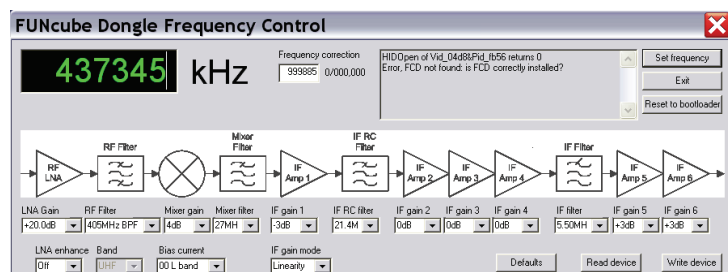 FUNcube Dongle Frequency Control
437345 kHz
Frequency correction
999885 0/000,000
HIDOpen of Vid_04d8&Pid_fb56 returns 0
Error, FCD not found: is FCD correctly installed?
Set frequency
Exit
Reset to bootloader
RF LNA
RF Filter
Mixer Filter
IF Amp 1
IF RC Filter
IF Amp 2
IF Amp 3
IF Amp 4
IF Filter
IF Amp 5
IF Amp 6
LNA Gain RF Filter Mixer gain Mixer filter IF gain 1 IF RC filter IF gain 2 IF gain 3 IF gain 4 IF filter IF gain 5 IF gain 6
+20.0dB 405MHz BPF 4dB 27MH -3dB 21.4M 0dB 0dB 0dB 5.50MH +3dB +3dB
LNA enhance Band Bias current IF gain mode
Off UHF 00 L band Linearity
Defaults Read device Write device